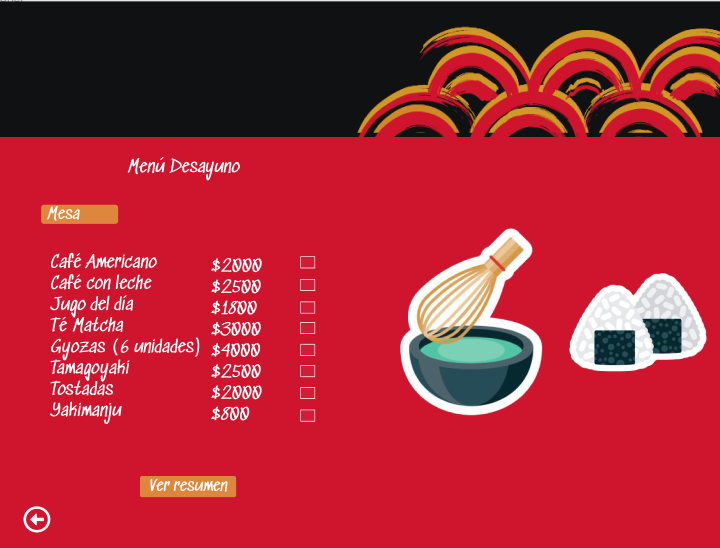 Menú Desayuno
Mesa
Café Americano $2000
Café con leche $2500
Jugo del día $1800
Té Matcha $3000
Gyozas (6 unidades) $4000
Tamagoyaki $2500
Tostadas $2000
Yakimanju $800
Ver resumen